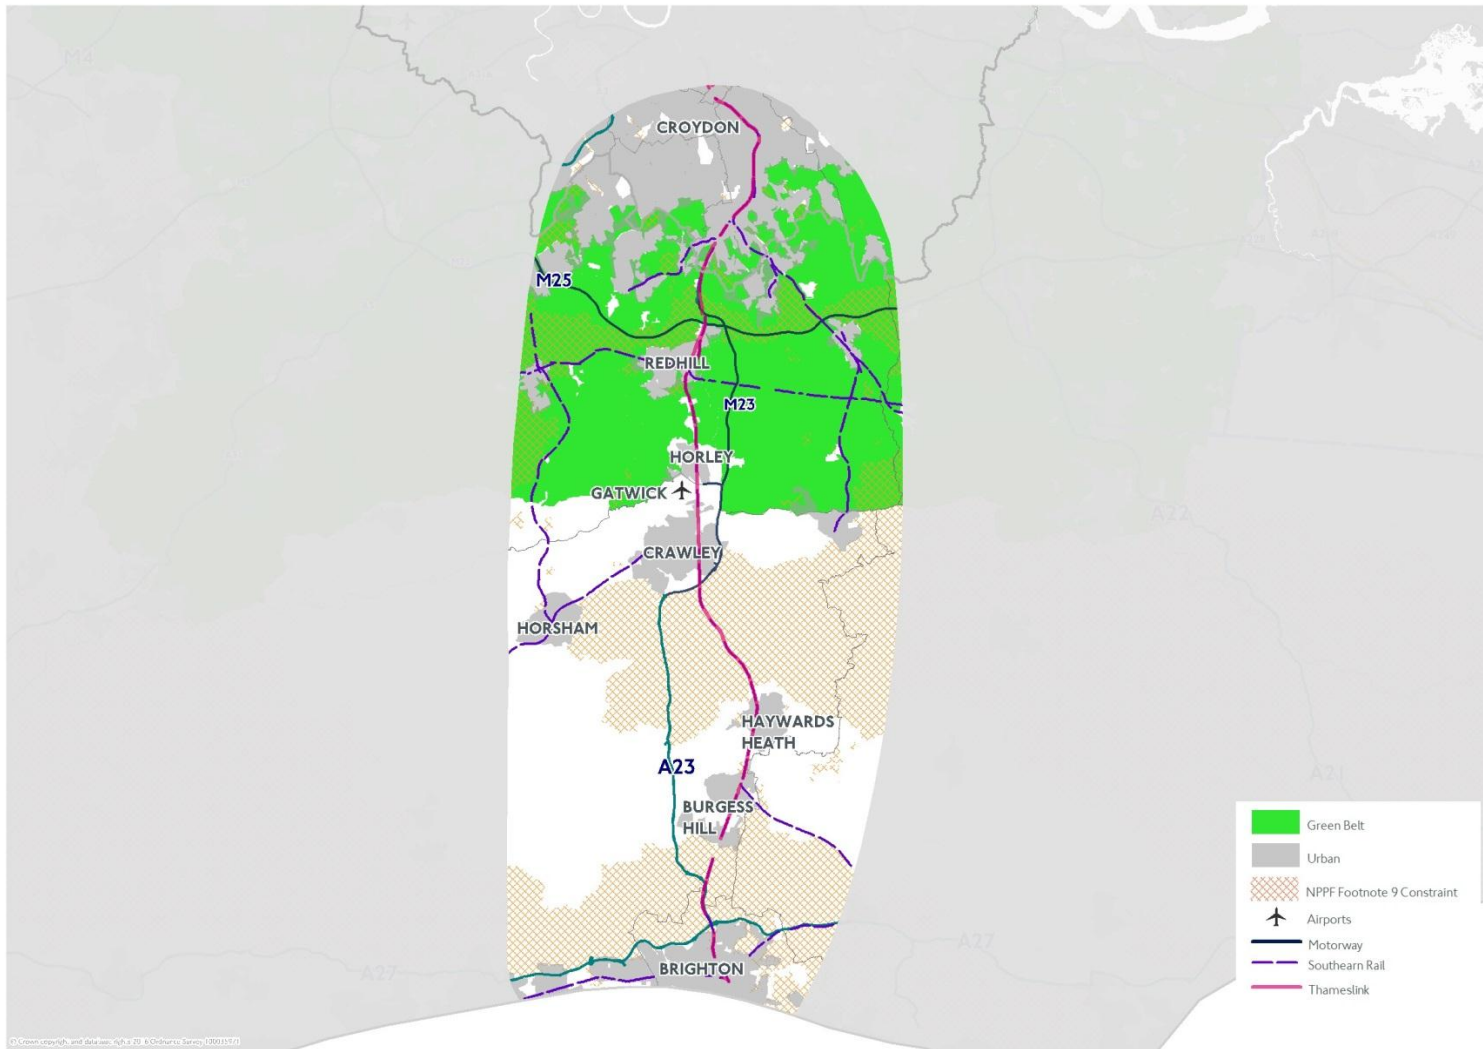 M4
CROYDON
M25
REDHILL
M23
HORLEY
GATWICK
CRAWLEY
A22
HORSHAM
HAYWARDS
HEATH
A23
A21
BURGESS
HILL
A27
BRIGHTON
A27
Green Belt
Urban
NPPF Footnote 9 Constraint
Airports
Motorway
Southearn Rail
Thameslink